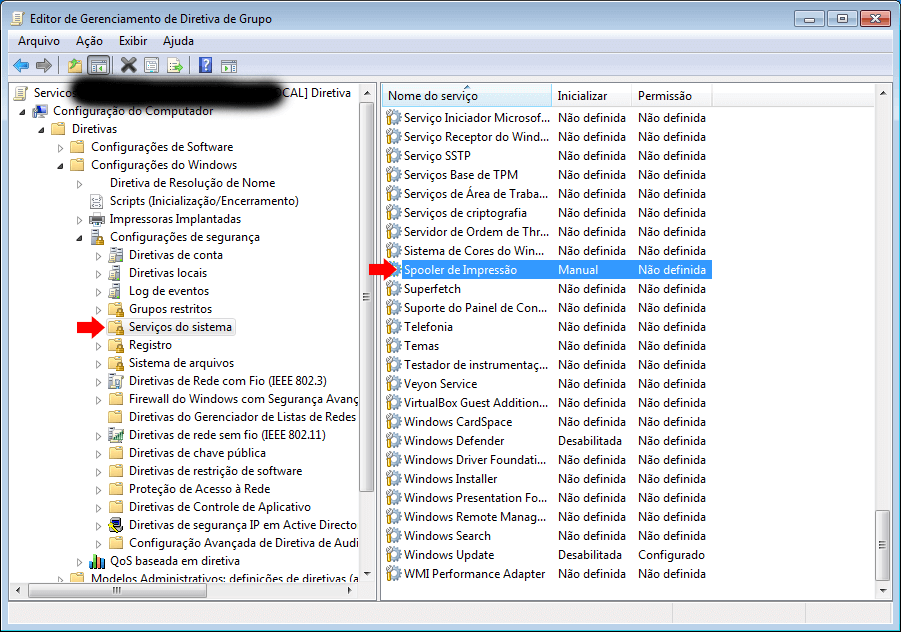 Editor de Gerenciamento de Diretiva de Grupo
Arquivo Ação Exibir Ajuda
CAL] Diretiva
Configuração do Computador
Diretivas
Configurações de Software
Configurações do Windows
Diretiva de Resolução de Nome
Scripts (Inicialização/Encerramento)
Impressoras Implantadas
Configurações de segurança
Diretivas de conta
Diretivas locais
Log de eventos
Grupos restritos
Serviços do sistema
Registro
Sistema de arquivos
Diretivas de Rede com Fio (IEEE 802.3)
Firewall do Windows com Segurança Avanç
Diretivas do Gerenciador de Listas de Redes
Diretivas de rede sem fio (IEEE 802.11)
Diretivas de chave pública
Diretivas de restrição de software
Proteção de Acesso à Rede
Diretivas de Controle de Aplicativo
Diretivas de segurança IP em Active Directo
Configuração Avançada de Diretiva de Audi
QoS baseada em diretiva
Modelos Administrativos: definições de diretivas (a
Nome do serviço Inicializar Permissão
Serviço Iniciador Microsof... Não definida Não definida
Serviço Receptor do Wind... Não definida Não definida
Serviço SSTP Não definida Não definida
Serviços Base de TPM Não definida Não definida
Serviços de Área de Traba... Não definida Não definida
Serviços de criptografia Não definida Não definida
Servidor de Ordem de Thr... Não definida Não definida
Sistema de Cores do Win... Não definida Não definida
Spooler de Impressão Manual Não definida
Superfetch Não definida Não definida
Suporte do Painel de Con... Não definida Não definida
Telefonia Não definida Não definida
Temas Não definida Não definida
Testador de instrumentaç... Não definida Não definida
Veyon Service Não definida Não definida
VirtualBox Guest Addition... Não definida Não definida
Windows CardSpace Não definida Não definida
Windows Defender Desabilitada Não definida
Windows Driver Foundati... Não definida Não definida
Windows Installer Não definida Não definida
Windows Presentation Fo... Não definida Não definida
Windows Remote Manag... Não definida Não definida
Windows Search Não definida Não definida
Windows Update Desabilitada Configurado
WMI Performance Adapter Não definida Não definida